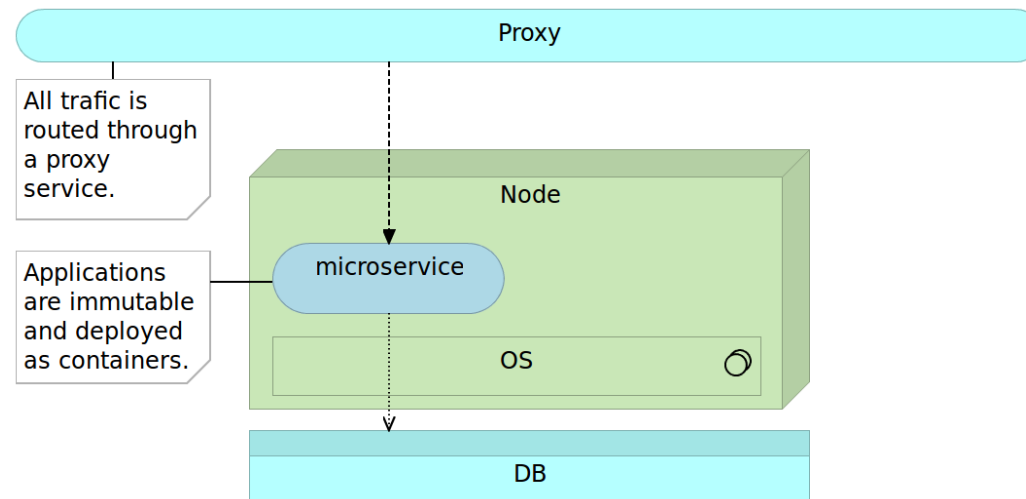 Proxy
All trafic is
routed through
a proxy
service.
Node
microservice
Applications
are immutable
and deployed
as containers.
OS
DB